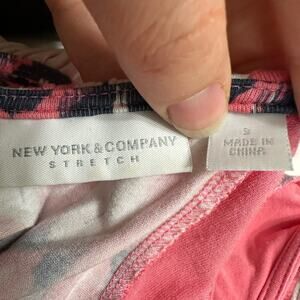 NEW YORK & COMPANY
STRETCH
S
MADE IN
CHINA